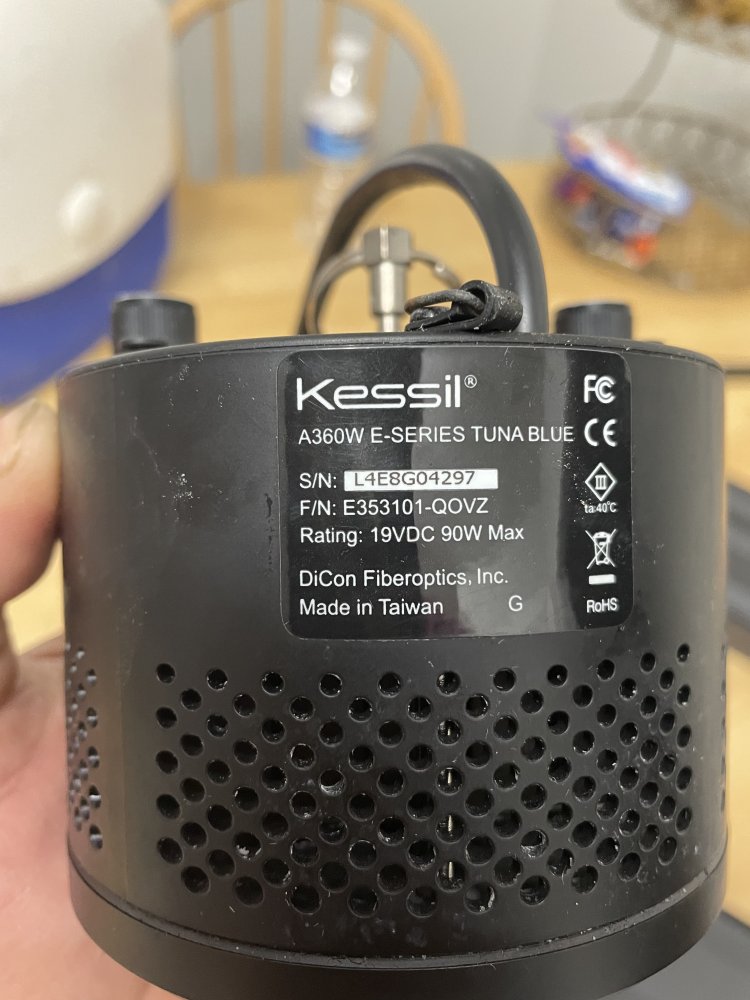 Kessil®
A360W E-SERIES TUNA BLUE
S/N: L4E8G04297
F/N: E353101-QOVZ
Rating: 19VDC 90W Max
DiCon Fiberoptics, Inc.
Made in Taiwan G
FC
CE
III
ta:40°C
RoHS